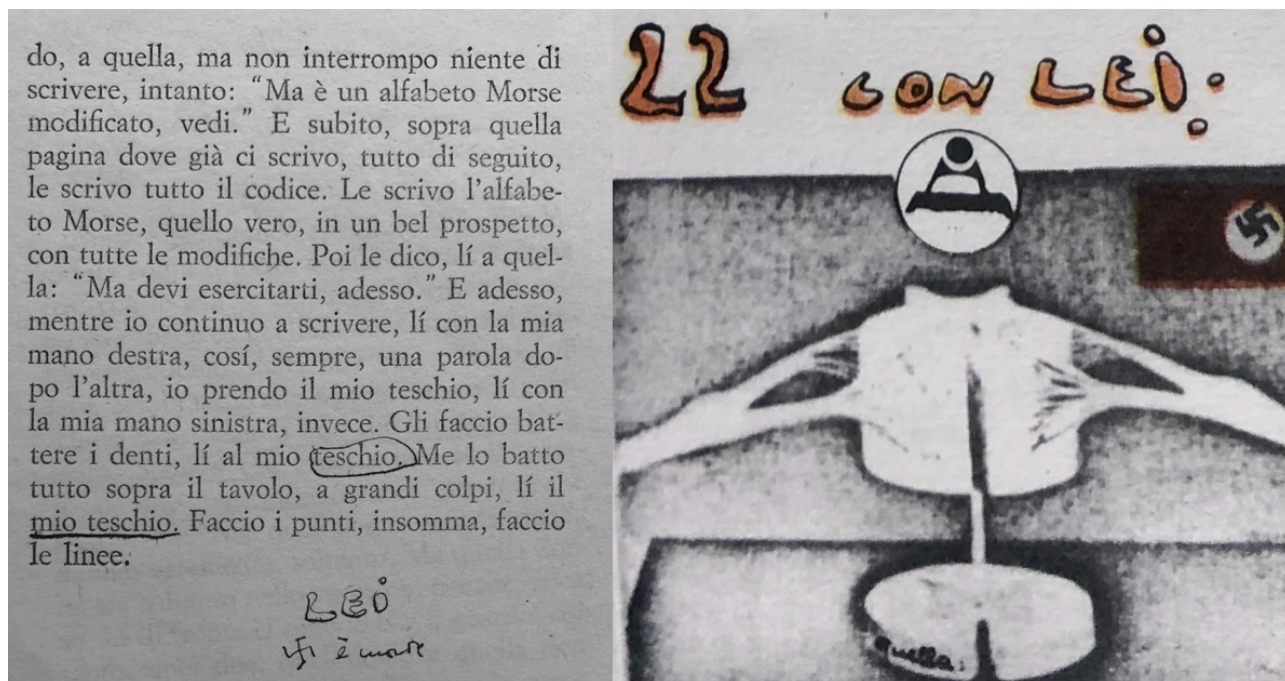 do, a quella, ma non interrompo niente di
scrivere, intanto: “Ma è un alfabeto Morse
modificato, vedi.” E subito, sopra quella
pagina dove già ci scrivo, tutto di seguito,
le scrivo tutto il codice. Le scrivo l’alfabe-
to Morse, quello vero, in un bel prospetto,
con tutte le modifiche. Poi le dico, lí a quel-
la: “Ma devi esercitarti, adesso.” E adesso,
mentre io continuo a scrivere, lí con la mia
mano destra, cosí, sempre, una parola do-
po l’altra, io prendo il mio teschio, lí con
la mia mano sinistra, invece. Gli faccio bat-
tere i denti, lí al mio teschio. Me lo batto
tutto sopra il tavolo, a grandi colpi, lí il
mio teschio. Faccio i punti, insomma, faccio
le linee.
LEI
è morte
22 CON LEI.
quella.